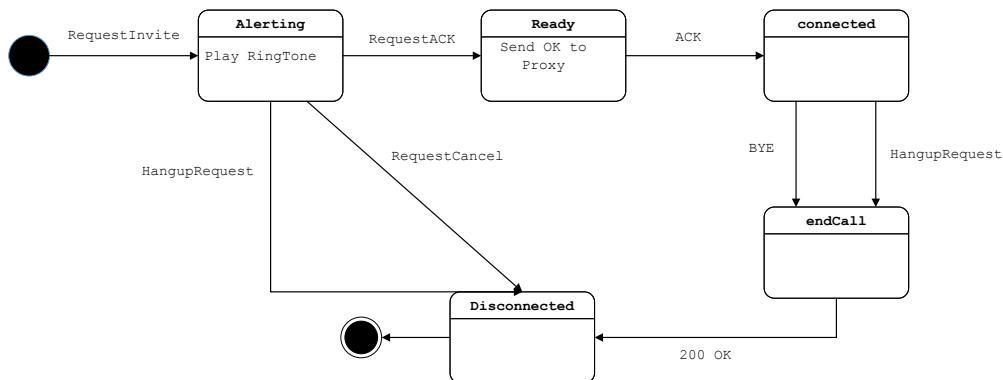 Alerting
Ready
connected
RequestInvite
Play RingTone
RequestACK
Send OK to
Proxy
ACK
HangupRequest
RequestCancel
BYE
HangupRequest
endCall
Disconnected
200 OK